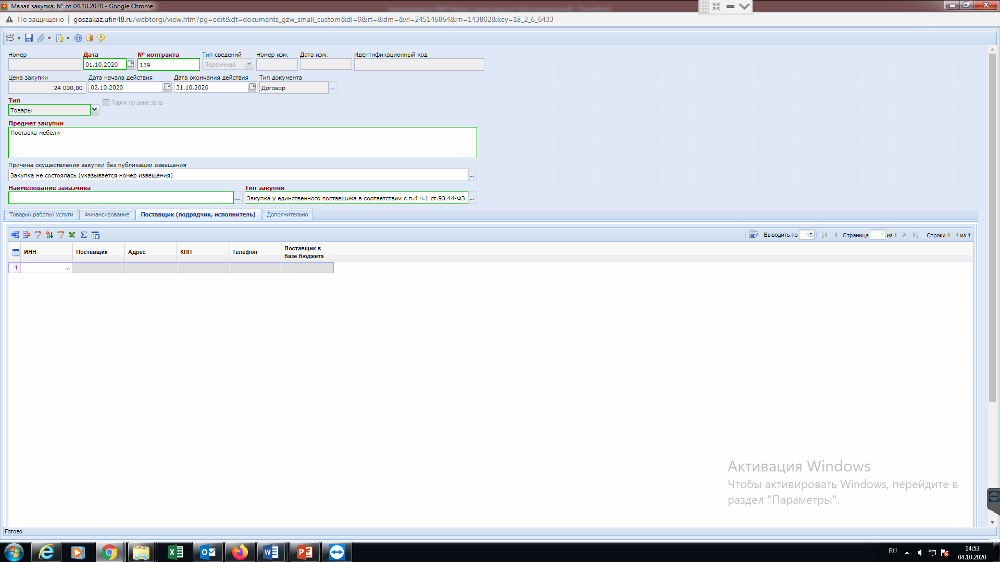 Малая закупка: № от 04.10.2020 - Google Chrome
Не защищено
goszakaz.ufin48.ru/webtorgi/view.htm?pg=edit&dt=documents_gzw_small_custom&dl=0&rt=&dm=&vl=245146864&rn=143802&key=18_2_6_6433
Номер Дата № контракта Тип сведений Номер изм. Дата изм. Идентификационный код
01.10.2020 139 Первичная
Цена закупки Дата начала действия Дата окончания действия Тип документа
24 000,00 02.10.2020 31.10.2020 Договор ...
Тип
Торги по цене за е
Товары
Предмет закупки
Поставка мебели
Причина осуществления закупки без публикации извещения
Закупка не состоялась (указывается номер извещения) ...
Наименование заказчика Тип закупки
... Закупка у единственного поставщика в соответствии с п.4 ч.1 ст.93 44-ФЗ ...
Товары\ работы\ услуги Финансирование Поставщик (подрядчик, исполнитель) Дополнительно
Выводить по 15 Страница 1 из 1 Строки 1 - 1 из 1
ИНН Поставщик Адрес КПП Телефон Поставщик в
базе бюджета
1 ...
Активация Windows
Чтобы активировать Windows, перейдите в
раздел "Параметры".
Готово
RU 14:53
04.10.2020